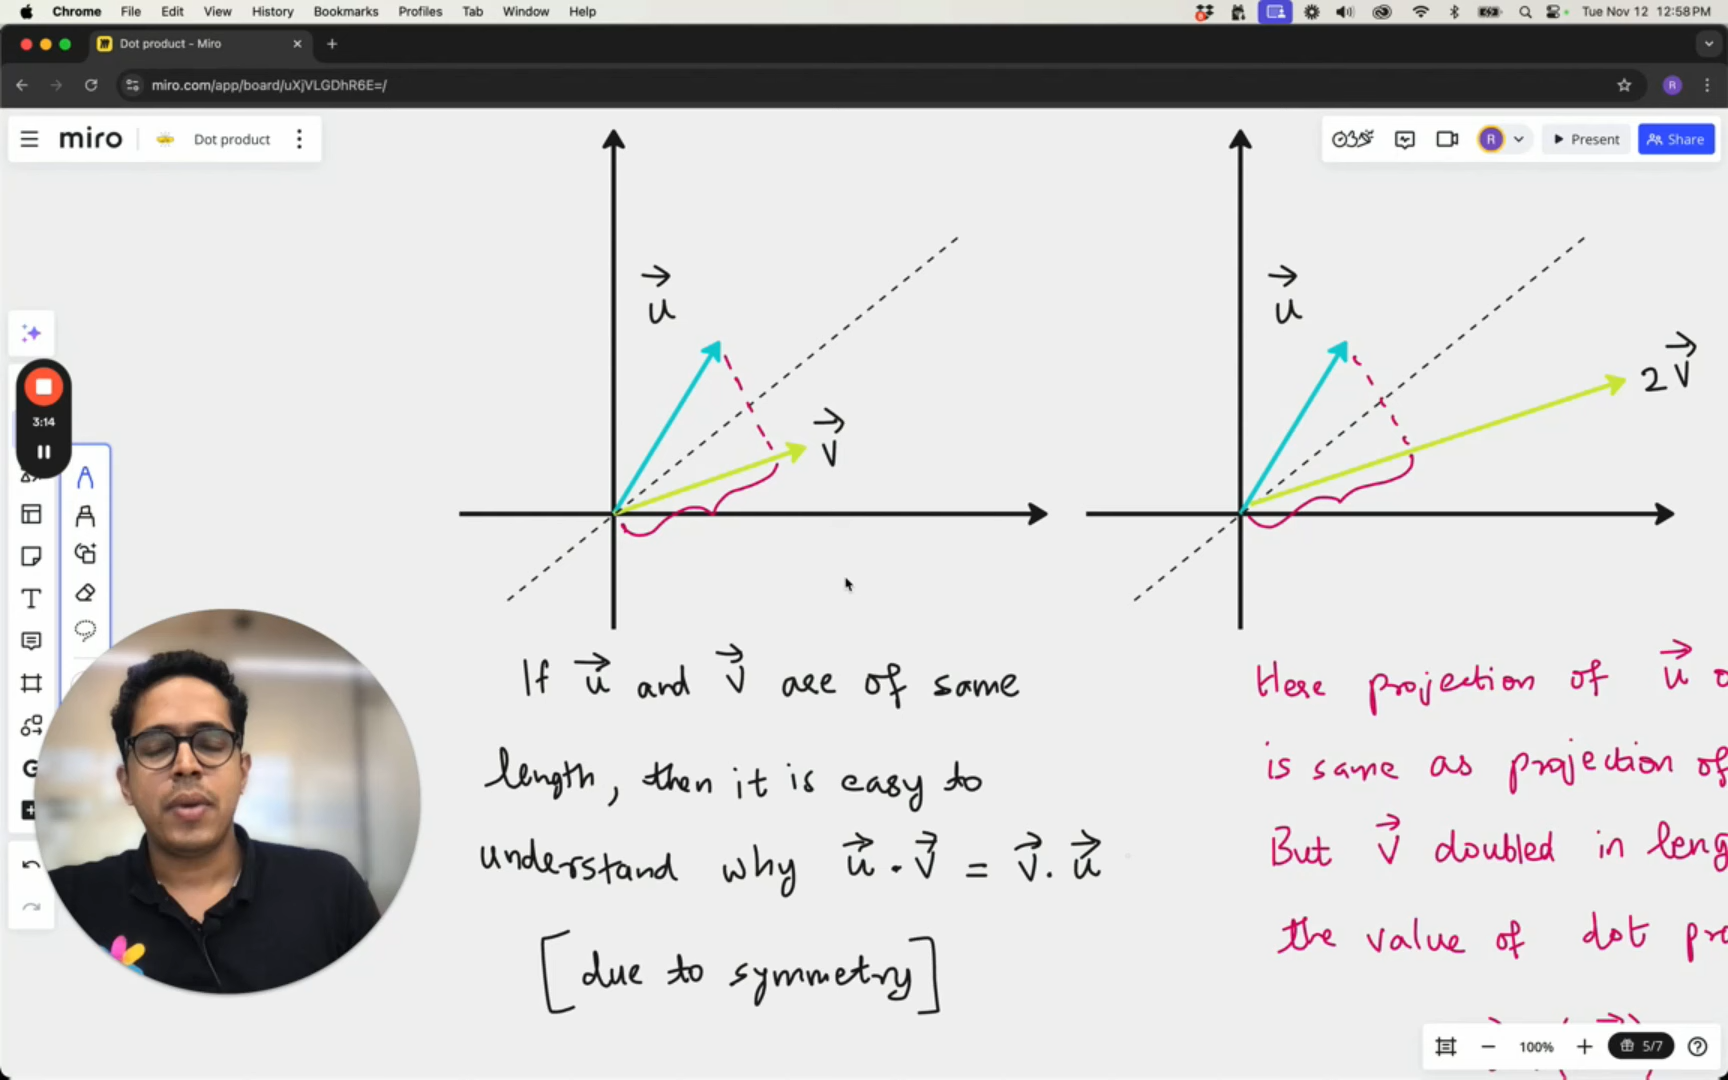 Chrome File Edit View History Bookmarks Profiles Tab Window Help
Tue Nov 12 12:58 PM
Dot product - Miro
miro.com/app/board/uXjVLGDhR6E=/
R
miro
Dot product
R
Present
Share
3:14
u
v
u
2 v
If u and v are of same
length, then it is easy to
understand why u · v = v . u
[due to symmetry]
Here projection of u
is same as projection of
But v doubled in leng
the value of dot pro
100%
5/7